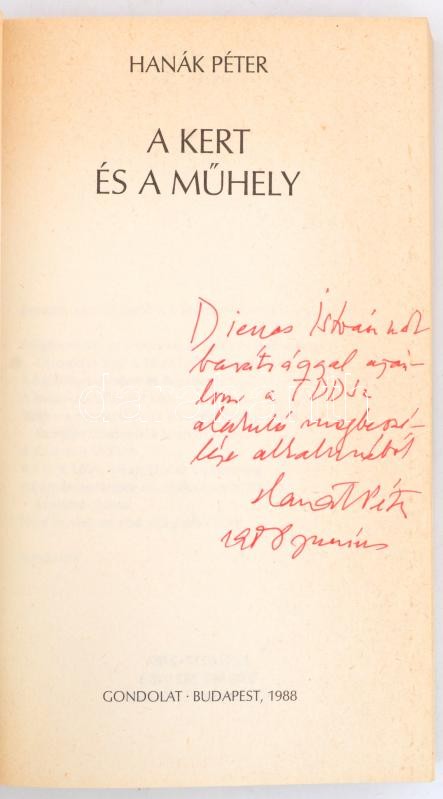 HANÁK PÉTER
A KERT
ÉS A MŰHELY
Dienes Istvánnak
barátsággal aján-
lom a TDDSz
alakuló megbeszé-
lése alkalmából
Hanák Péter
1988 június
GONDOLAT · BUDAPEST, 1988